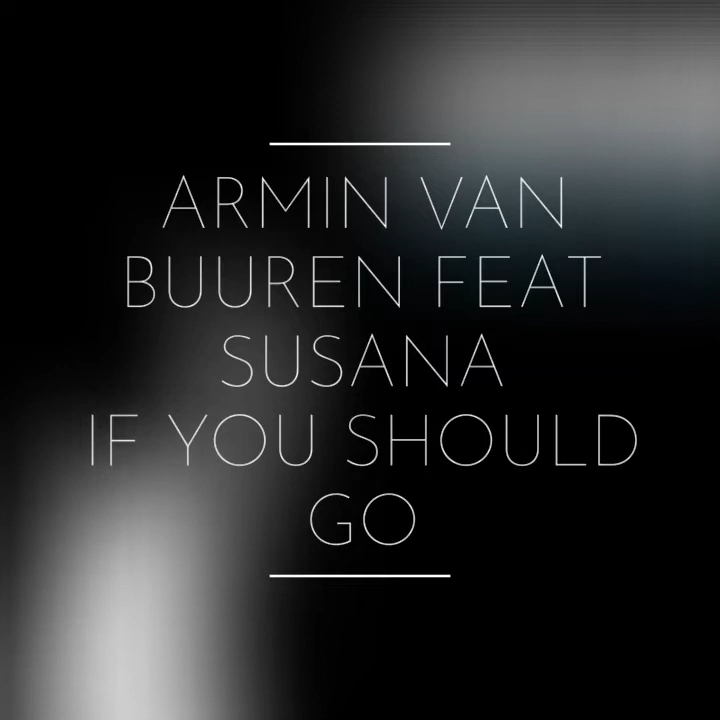 ARMIN VAN
BUUREN FEAT
SUSANA
IF YOU SHOULD
GO